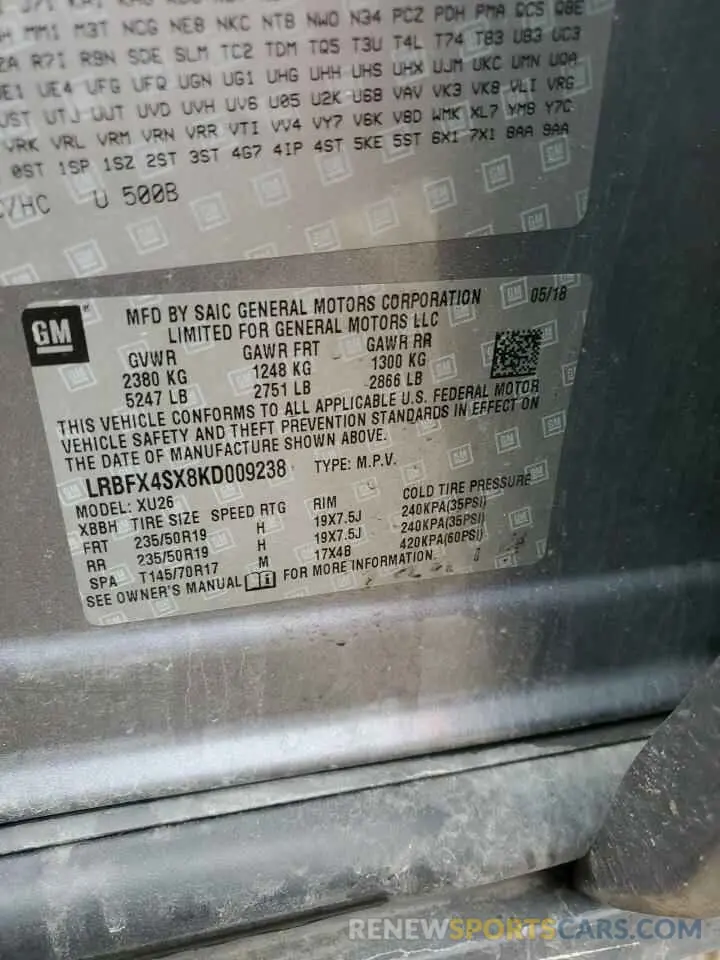 MM1 M3T NCG NE8 NKC NTB NWO N34 PCZ PDH PMA QCS Q8E
R71 R9N SDE SLM TC2 TDM TQ5 T3U T4L T74 T83 U83 UC3
UE1 UE4 UFG UFQ UGN UG1 UHG UHH UHS UHX UJM UKC UMN UQA
UST UTJ UUT UVD UVH UV6 U05 U2K U68 VAV VK3 VK8 VLI VRG
VRK VRL VRM VRN VRR VTI VV4 VY7 V6K V8D WMK XL7 YM8 Y7C
0ST 1SP 1SZ 2ST 3ST 4G7 4IP 4ST 5KE 5ST 6X1 7X1 8AA 9AA
U 500B
GM
MFD BY SAIC GENERAL MOTORS CORPORATION 05/18
LIMITED FOR GENERAL MOTORS LLC
GVWR GAWR FRT GAWR RR
2380 KG 1248 KG 1300 KG
5247 LB 2751 LB 2866 LB
THIS VEHICLE CONFORMS TO ALL APPLICABLE U.S. FEDERAL MOTOR
VEHICLE SAFETY AND THEFT PREVENTION STANDARDS IN EFFECT ON
THE DATE OF MANUFACTURE SHOWN ABOVE.
LRBFX4SX8KD009238 TYPE: M.P.V.
MODEL: XU26
XBBH TIRE SIZE SPEED RTG RIM COLD TIRE PRESSURE
FRT 235/50R19 H 19X7.5J 240KPA(35PSI)
RR 235/50R19 H 19X7.5J 240KPA(35PSI)
SPA T145/70R17 M 17X4B 420KPA(60PSI)
SEE OWNER'S MANUAL FOR MORE INFORMATION.
RENEWSPORTSCARS.COM